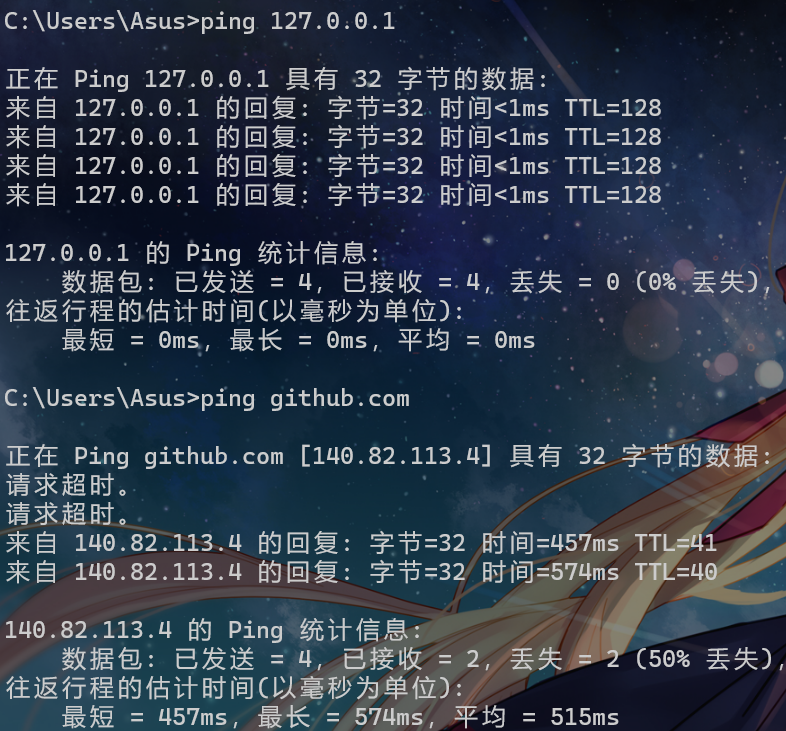 C:\Users\Asus>ping 127.0.0.1
正在 Ping 127.0.0.1 具有 32 字节的数据:
来自 127.0.0.1 的回复: 字节=32 时间<1ms TTL=128
来自 127.0.0.1 的回复: 字节=32 时间<1ms TTL=128
来自 127.0.0.1 的回复: 字节=32 时间<1ms TTL=128
来自 127.0.0.1 的回复: 字节=32 时间<1ms TTL=128
127.0.0.1 的 Ping 统计信息:
数据包: 已发送 = 4，已接收 = 4，丢失 = 0 (0% 丢失)，
往返行程的估计时间(以毫秒为单位):
最短 = 0ms，最长 = 0ms，平均 = 0ms
C:\Users\Asus>ping github.com
正在 Ping github.com [140.82.113.4] 具有 32 字节的数据:
请求超时。
请求超时。
来自 140.82.113.4 的回复: 字节=32 时间=457ms TTL=41
来自 140.82.113.4 的回复: 字节=32 时间=574ms TTL=40
140.82.113.4 的 Ping 统计信息:
数据包: 已发送 = 4，已接收 = 2，丢失 = 2 (50% 丢失)，
往返行程的估计时间(以毫秒为单位):
最短 = 457ms，最长 = 574ms，平均 = 515ms